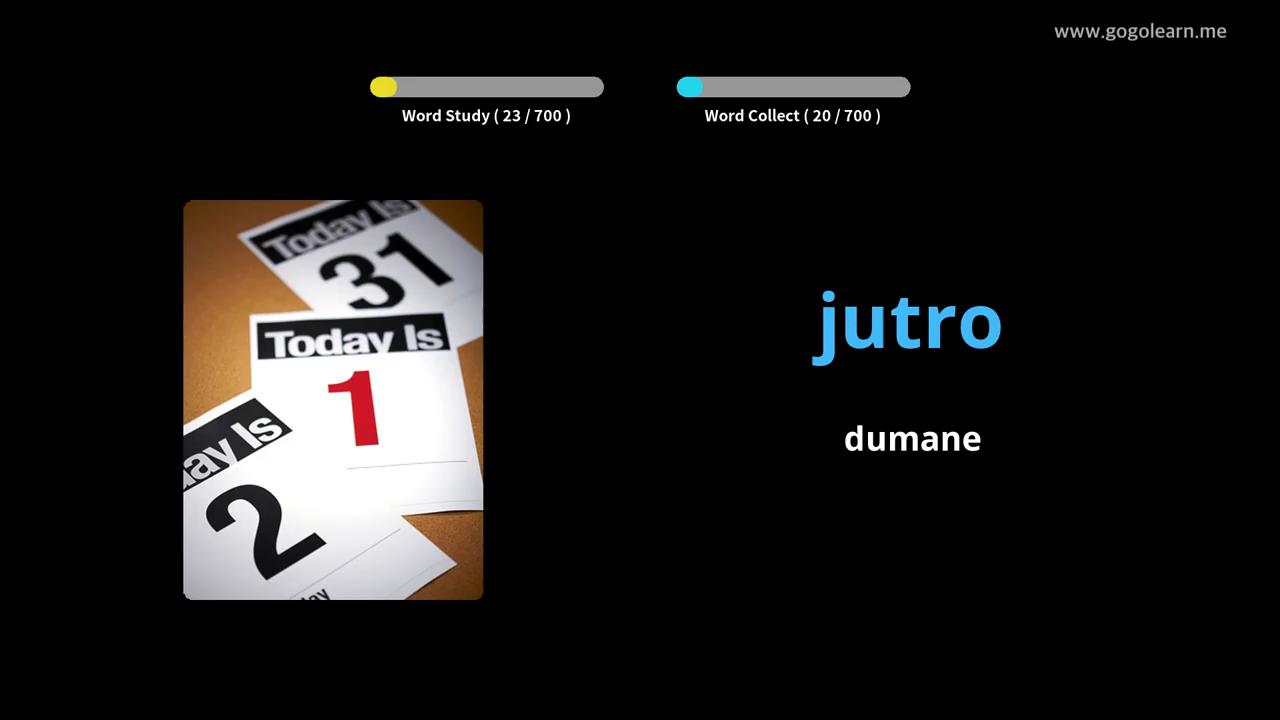 www.gogolearn.me
Word Study ( 23 / 700 )
Word Collect ( 20 / 700 )
Today Is
31
Today Is
1
ay Is
2
jutro
dumane